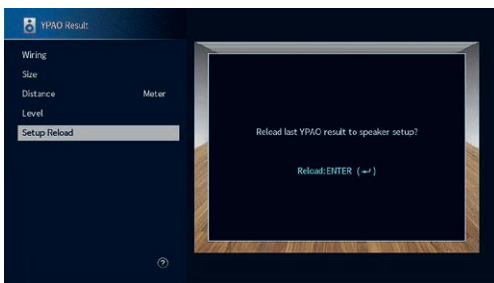 YPAO Result
Wiring
Size
Distance Meter
Level
Setup Reload
Reload last YPAO result to speaker setup?
Reload:ENTER (↵)
?